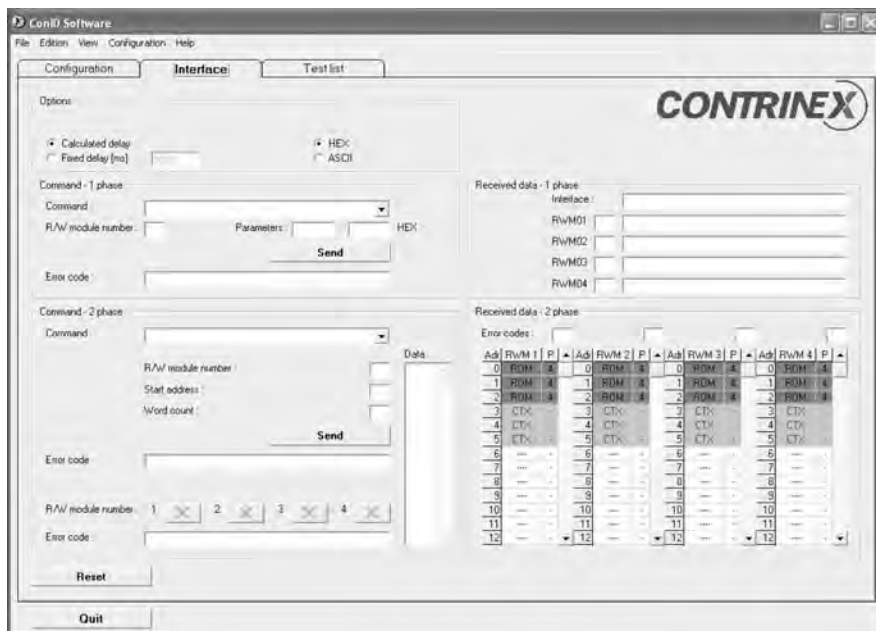 ConID Software
File Edition View Configuration Help
Configuration Interface Test list
CONTRINEX
Options
Calculated delay
Fixed delay [ms]
HEX
ASCII
Command - 1 phase
Command :
R/W module number : Parameters : HEX
Send
Error code :
Received data - 1 phase
Interface :
RWM01
RWM02
RWM03
RWM04
Command - 2 phase
Command
R/W module number :
Start address :
Word count :
Data
Send
Error code
R/W module number 1 2 3 4
Error code :
Received data - 2 phase
Error codes :
Adr RWM 1 P Adr RWM 2 P Adr RWM 3 P Adr RWM 4 P
0 ROM 4 0 ROM 4 0 ROM 4 0 ROM 4
1 ROM 4 1 ROM 4 1 ROM 4 1 ROM 4
2 ROM 4 2 ROM 4 2 ROM 4 2 ROM 4
3 CTX 3 CTX 3 CTX 3 CTX
4 CTX 4 CTX 4 CTX 4 CTX
5 CTX - 5 CTX - 5 CTX - 5 CTX
6 ---- - 6 ---- - 6 ---- - 6 ---- -
7 ---- - 7 ---- - 7 ---- - 7 ---- -
8 ---- - 8 ---- - 8 ---- - 8 ---- -
9 ---- - 9 ---- - 9 ---- - 9 ---- -
10 ---- - 10 ---- - 10 ---- - 10 ---- -
11 ---- - 11 ---- - 11 ---- - 11 ---- -
12 ---- - 12 ---- - 12 ---- - 12 ---- -
Reset
Quit